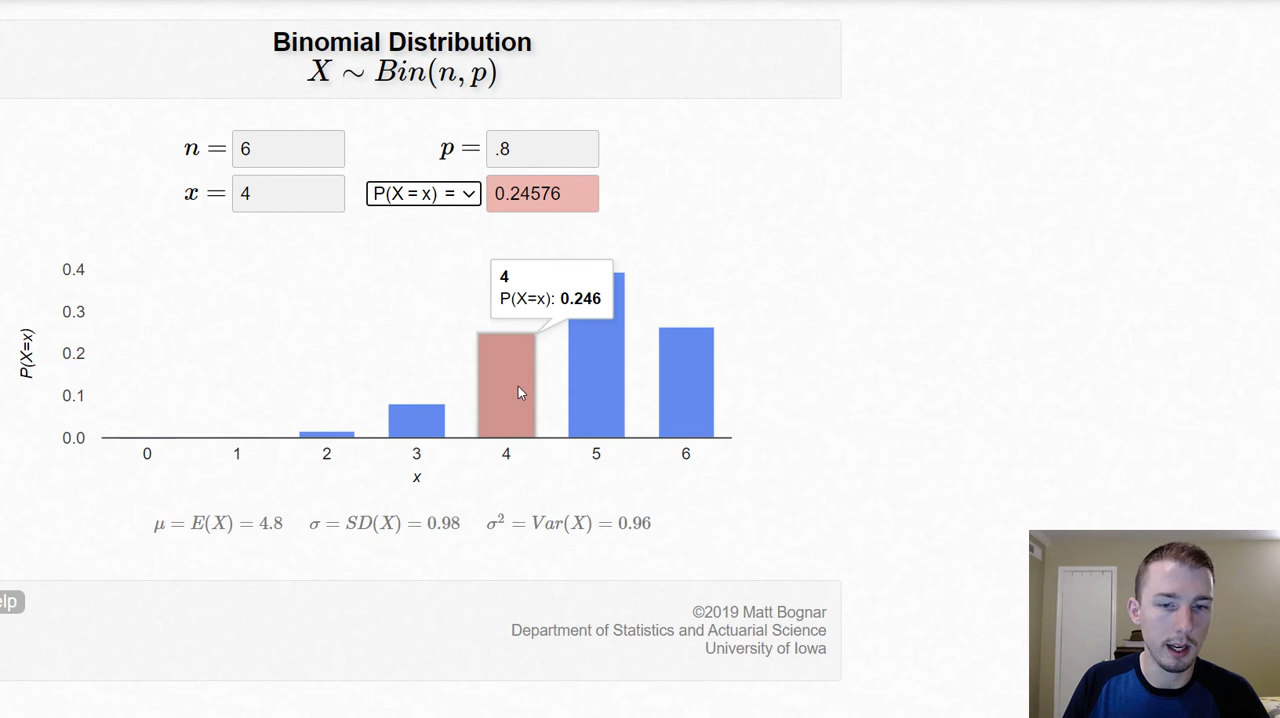 Binomial Distribution
X ∼ Bin(n, p)
n = 6 p = .8
x = 4 P(X = x) = 0.24576
0.4
0.3
0.2
0.1
0.0
P(X=x)
4
P(X=x): 0.246
0 1 2 3 4 5 6
x
μ = E(X) = 4.8 σ = SD(X) = 0.98 σ² = Var(X) = 0.96
elp
©2019 Matt Bognar
Department of Statistics and Actuarial Science
University of Iowa